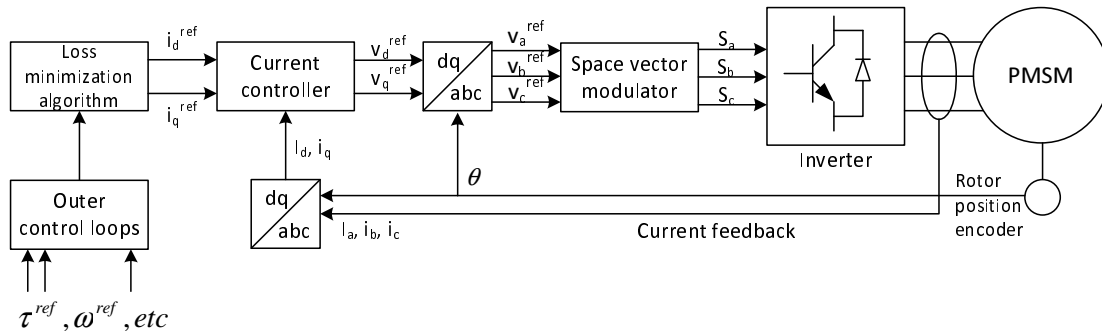 Loss
minimization
algorithm
i_d^ref
i_q^ref
Current
controller
v_d^ref
v_q^ref
dq
abc
v_a^ref
v_b^ref
v_c^ref
Space vector
modulator
S_a
S_b
S_c
Inverter
PMSM
I_d, i_q
θ
Outer
control loops
dq
abc
I_a, i_b, i_c
Current feedback
Rotor
position
encoder
τ^ref, ω^ref, etc